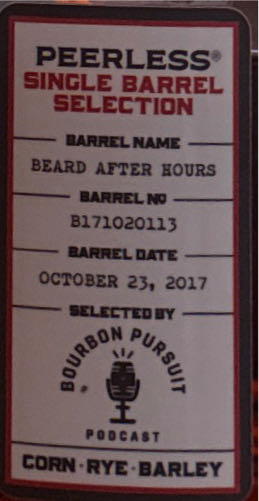 PEERLESS®
SINGLE BARREL
SELECTION
BARREL NAME
BEARD AFTER HOURS
BARREL NO
B171020113
BARREL DATE
OCTOBER 23, 2017
SELECTED BY
BOURBON PURSUIT
PODCAST
CORN · RYE · BARLEY